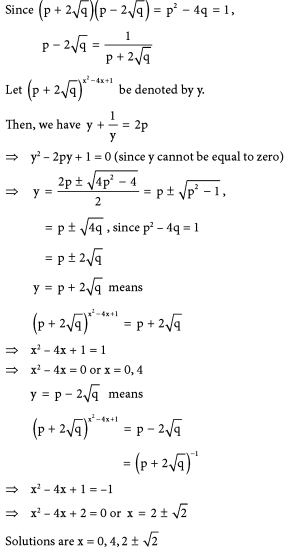 Since (p + 2√q)(p − 2√q) = p² − 4q = 1,
p − 2√q = 1/(p + 2√q)
Let (p + 2√q)^(x² − 4x + 1) be denoted by y.
Then, we have y + 1/y = 2p
⇒ y² − 2py + 1 = 0 (since y cannot be equal to zero)
⇒ y = (2p ± √(4p² − 4))/2 = p ± √(p² − 1),
= p ± √(4q), since p² − 4q = 1
= p ± 2√q
y = p + 2√q means
(p + 2√q)^(x² − 4x + 1) = p + 2√q
⇒ x² − 4x + 1 = 1
⇒ x² − 4x = 0 or x = 0, 4
y = p − 2√q means
(p + 2√q)^(x² − 4x + 1) = p − 2√q
= (p + 2√q)^−1
⇒ x² − 4x + 1 = −1
⇒ x² − 4x + 2 = 0 or x = 2 ± √2
Solutions are x = 0, 4, 2 ± √2